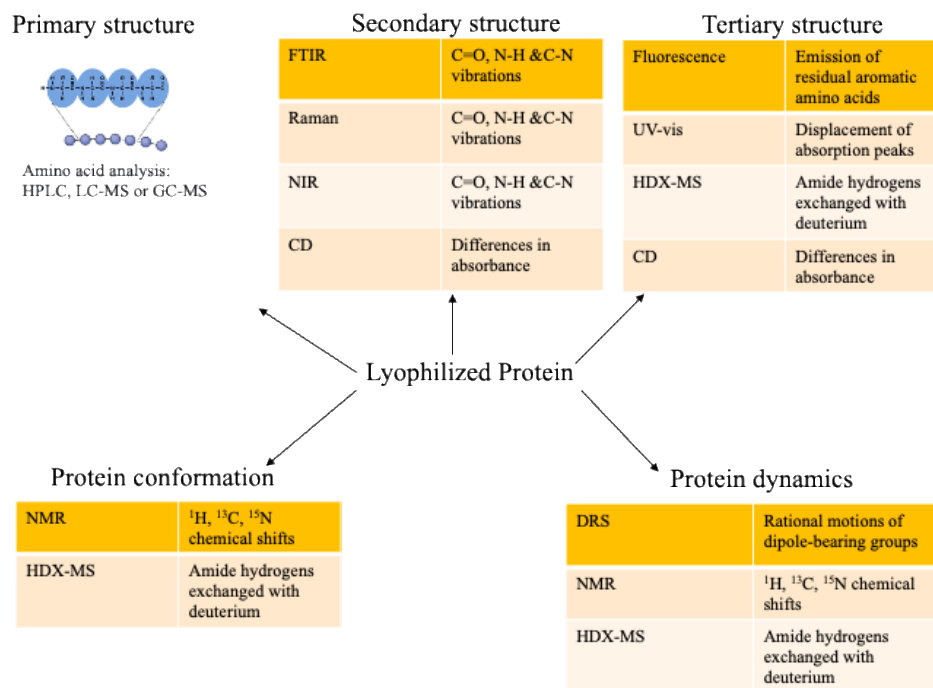 Primary structure
Amino acid analysis:
HPLC, LC-MS or GC-MS
Secondary structure
FTIR
C=O, N-H &C-N
vibrations
Raman
C=O, N-H &C-N
vibrations
NIR
C=O, N-H &C-N
vibrations
CD
Differences in
absorbance
Tertiary structure
Fluorescence
Emission of
residual aromatic
amino acids
UV-vis
Displacement of
absorption peaks
HDX-MS
Amide hydrogens
exchanged with
deuterium
CD
Differences in
absorbance
Lyophilized Protein
Protein conformation
NMR
¹H, ¹³C, ¹⁵N
chemical shifts
HDX-MS
Amide hydrogens
exchanged with
deuterium
Protein dynamics
DRS
Rational motions of
dipole-bearing groups
NMR
¹H, ¹³C, ¹⁵N chemical
shifts
HDX-MS
Amide hydrogens
exchanged with
deuterium